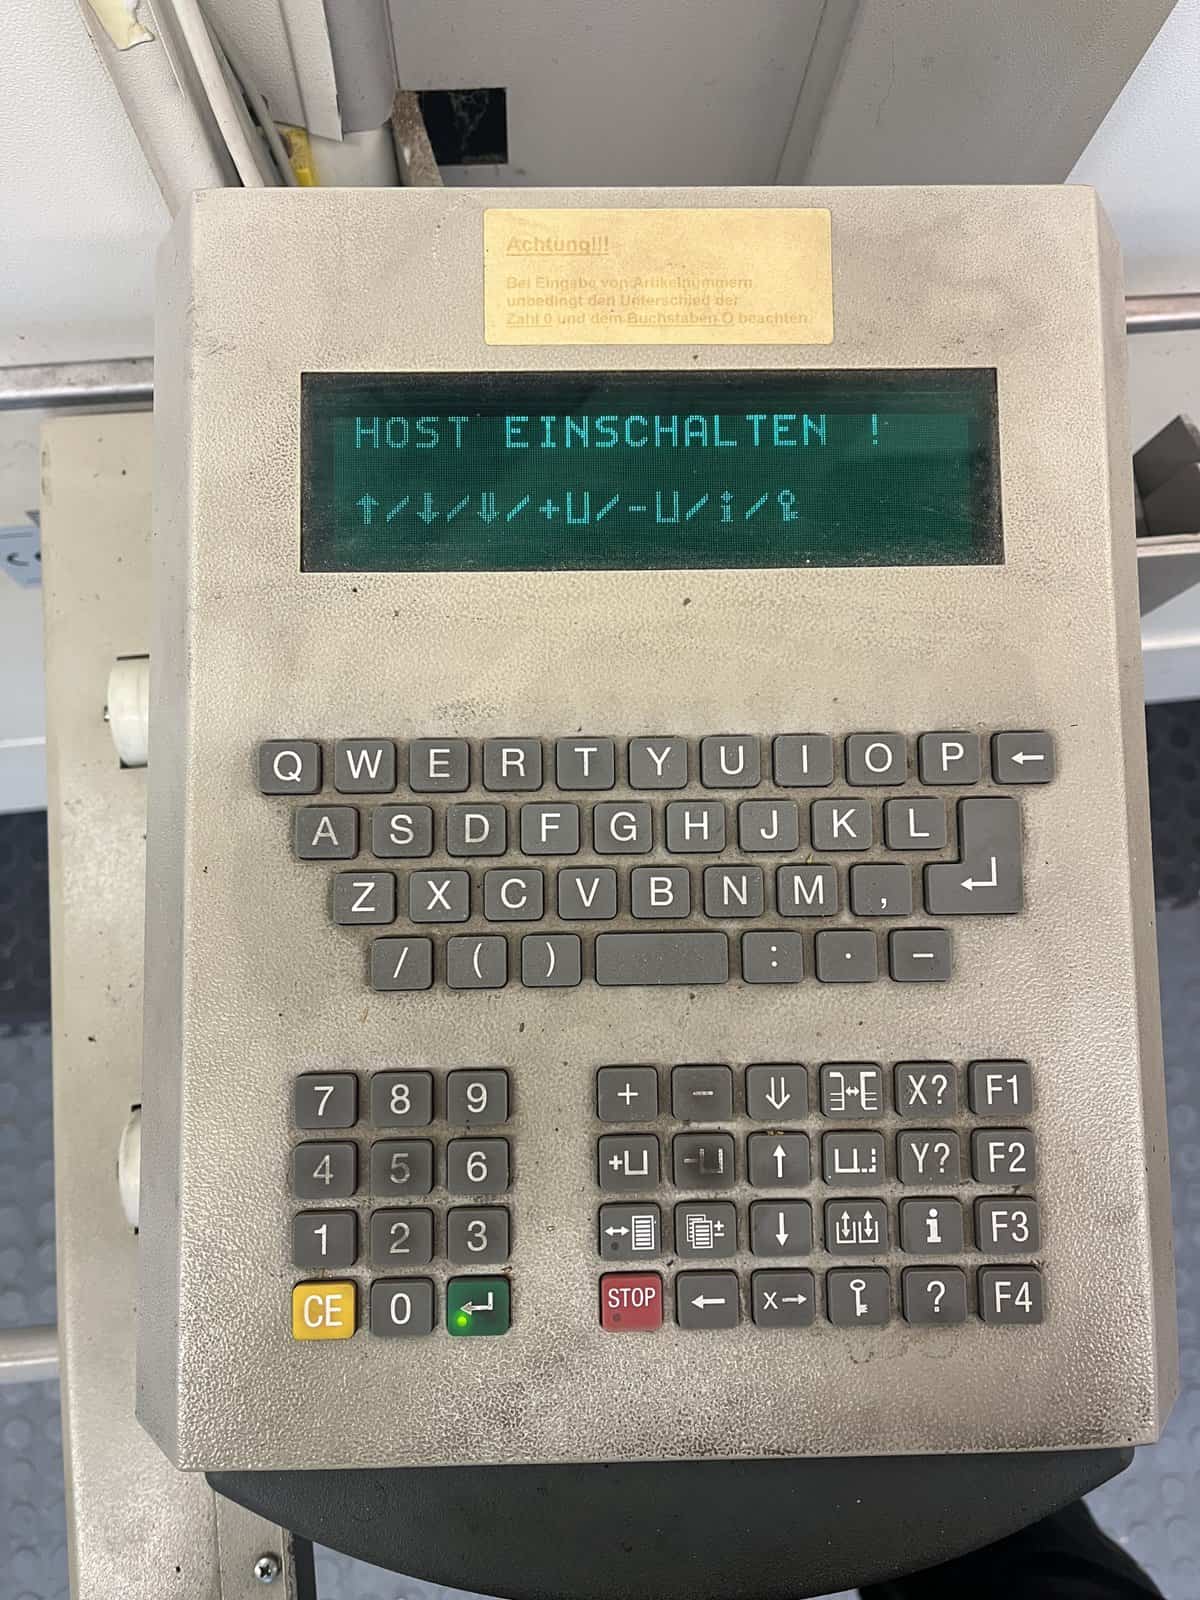 Achtung!!!
Bei Eingabe von Artikelnummern
unbedingt den Unterschied der
Zahl 0 und dem Buchstaben O beachten
HOST EINSCHALTEN !
↑/↓/⇓/+⊔/-⊔/i/⚷
Q W E R T Y U I O P ←
A S D F G H J K L
Z X C V B N M , ↵
/ ( ) : · –
7 8 9 + - ⇓ X? F1
4 5 6 +⊔ -⊔ ↑ Y? F2
1 2 3 ↔ ± ↓ i F3
CE 0 ↵ STOP ← X→ ? F4